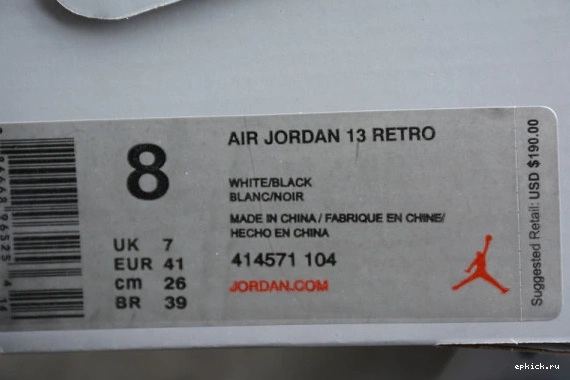 8
AIR JORDAN 13 RETRO
WHITE/BLACK
BLANC/NOIR
MADE IN CHINA / FABRIQUE EN CHINE/
HECHO EN CHINA
UK 7
EUR 41
cm 26
BR 39
414571 104
JORDAN.COM
Suggested Retail: USD $190.00
epkick.ru